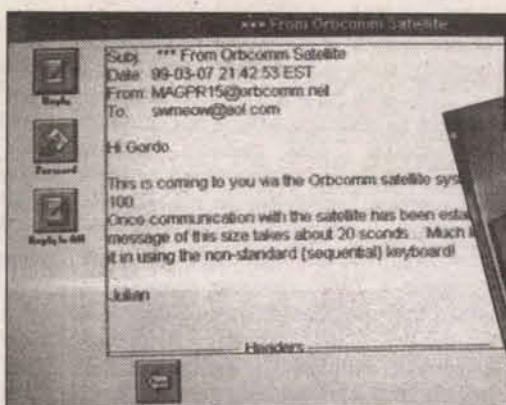 *** From Orbcomm Satellite
Subj: *** From Orbcomm Satellite
Date: 99-03-07 21:42:53 EST
From: MAGPR15@orbcomm.net
To: swmeow@aol.com
Hi Gordo
This is coming to you via the Orbcomm satellite
100
Once communication with the satellite has been
message of this size takes about 20 sconds... Much
it in using the non-standard (sequential) keyboard!
Julian
Headers
Reply
Forward
Reply to All